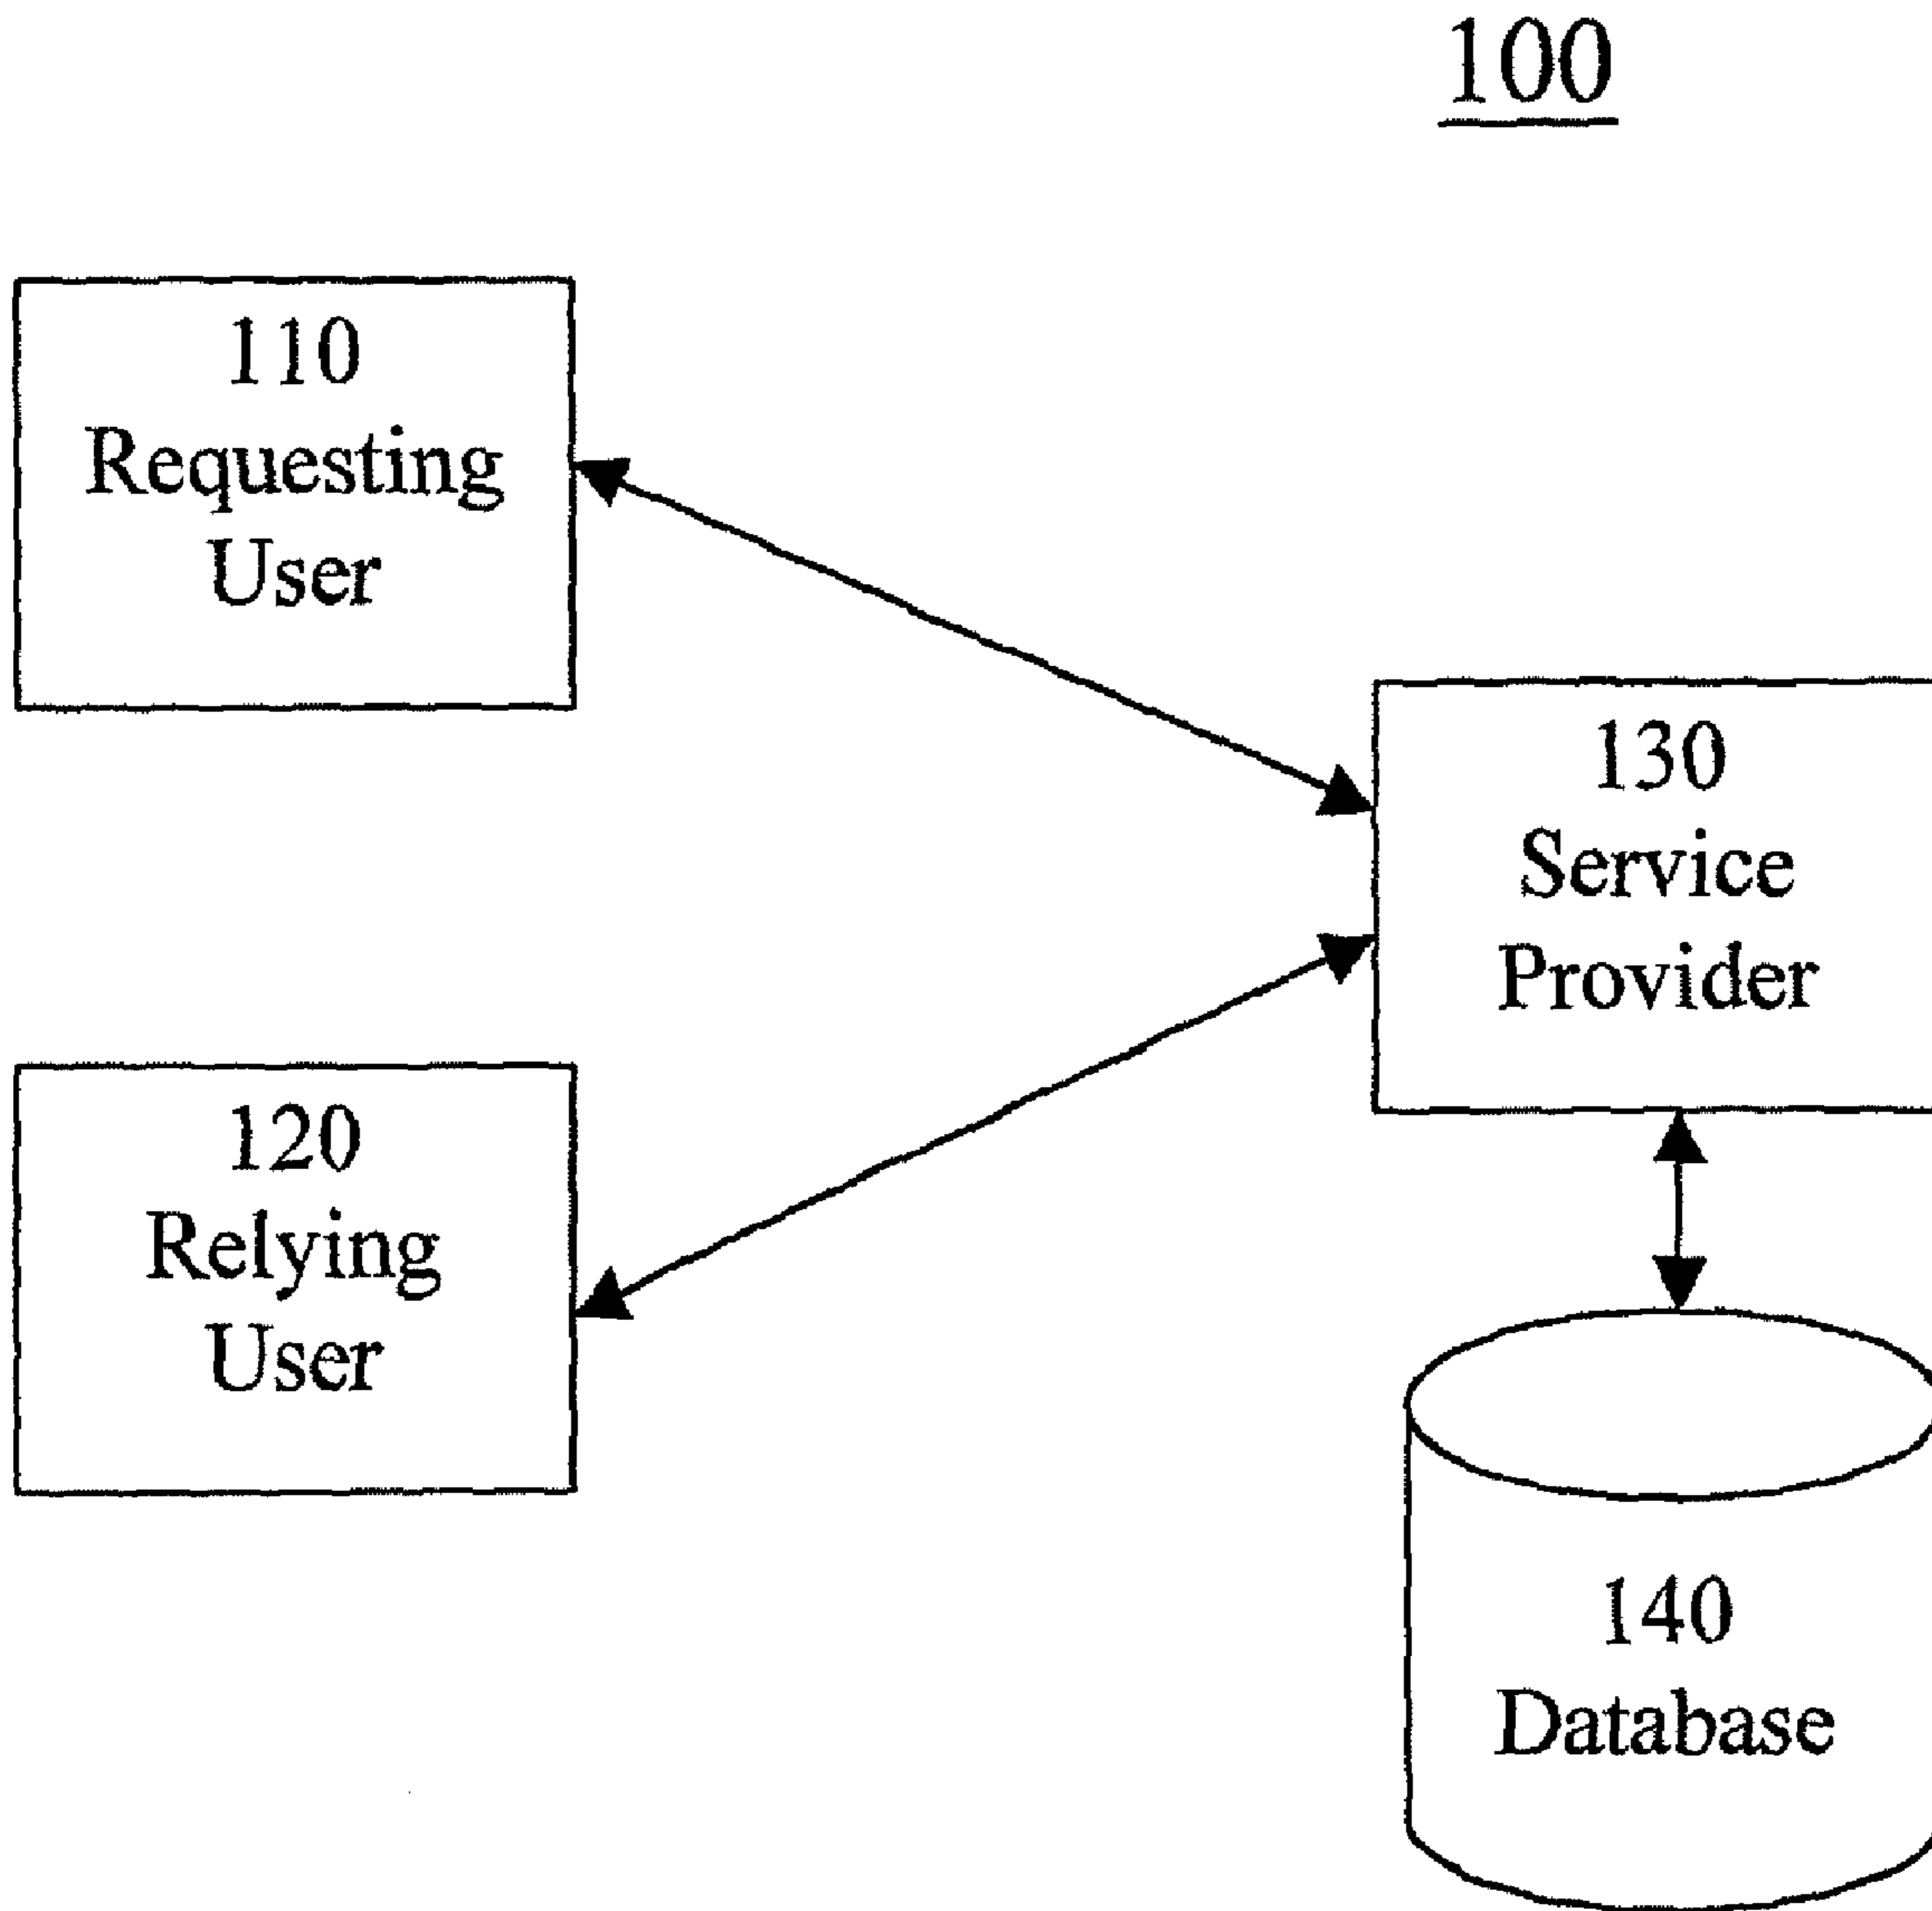 100
110
Requesting
User
130
Service
Provider
120
Relying
User
140
Database